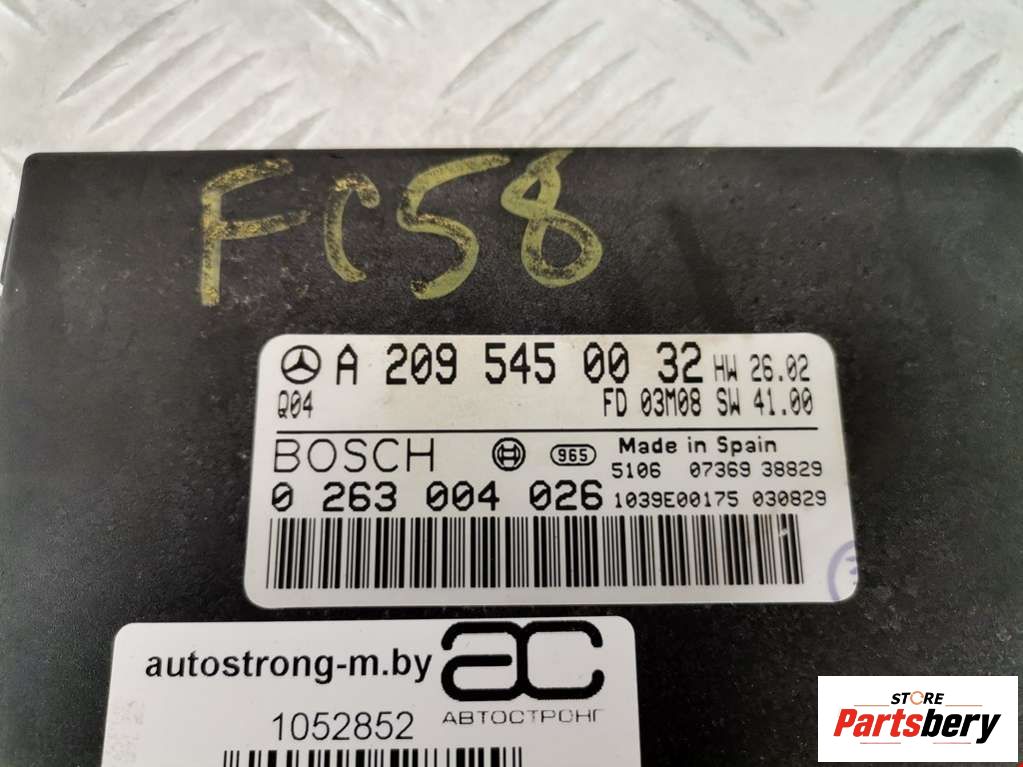 FC58
A 209 545 00 32 HW 26.02
Q04 FD 03M08 SW 41.00
BOSCH 965 Made in Spain
5106 07369 38829
0 263 004 026 1039E00175 030829
autostrong-m.by ac
АВТОСТРОНГ
1052852
STORE
Partsbery